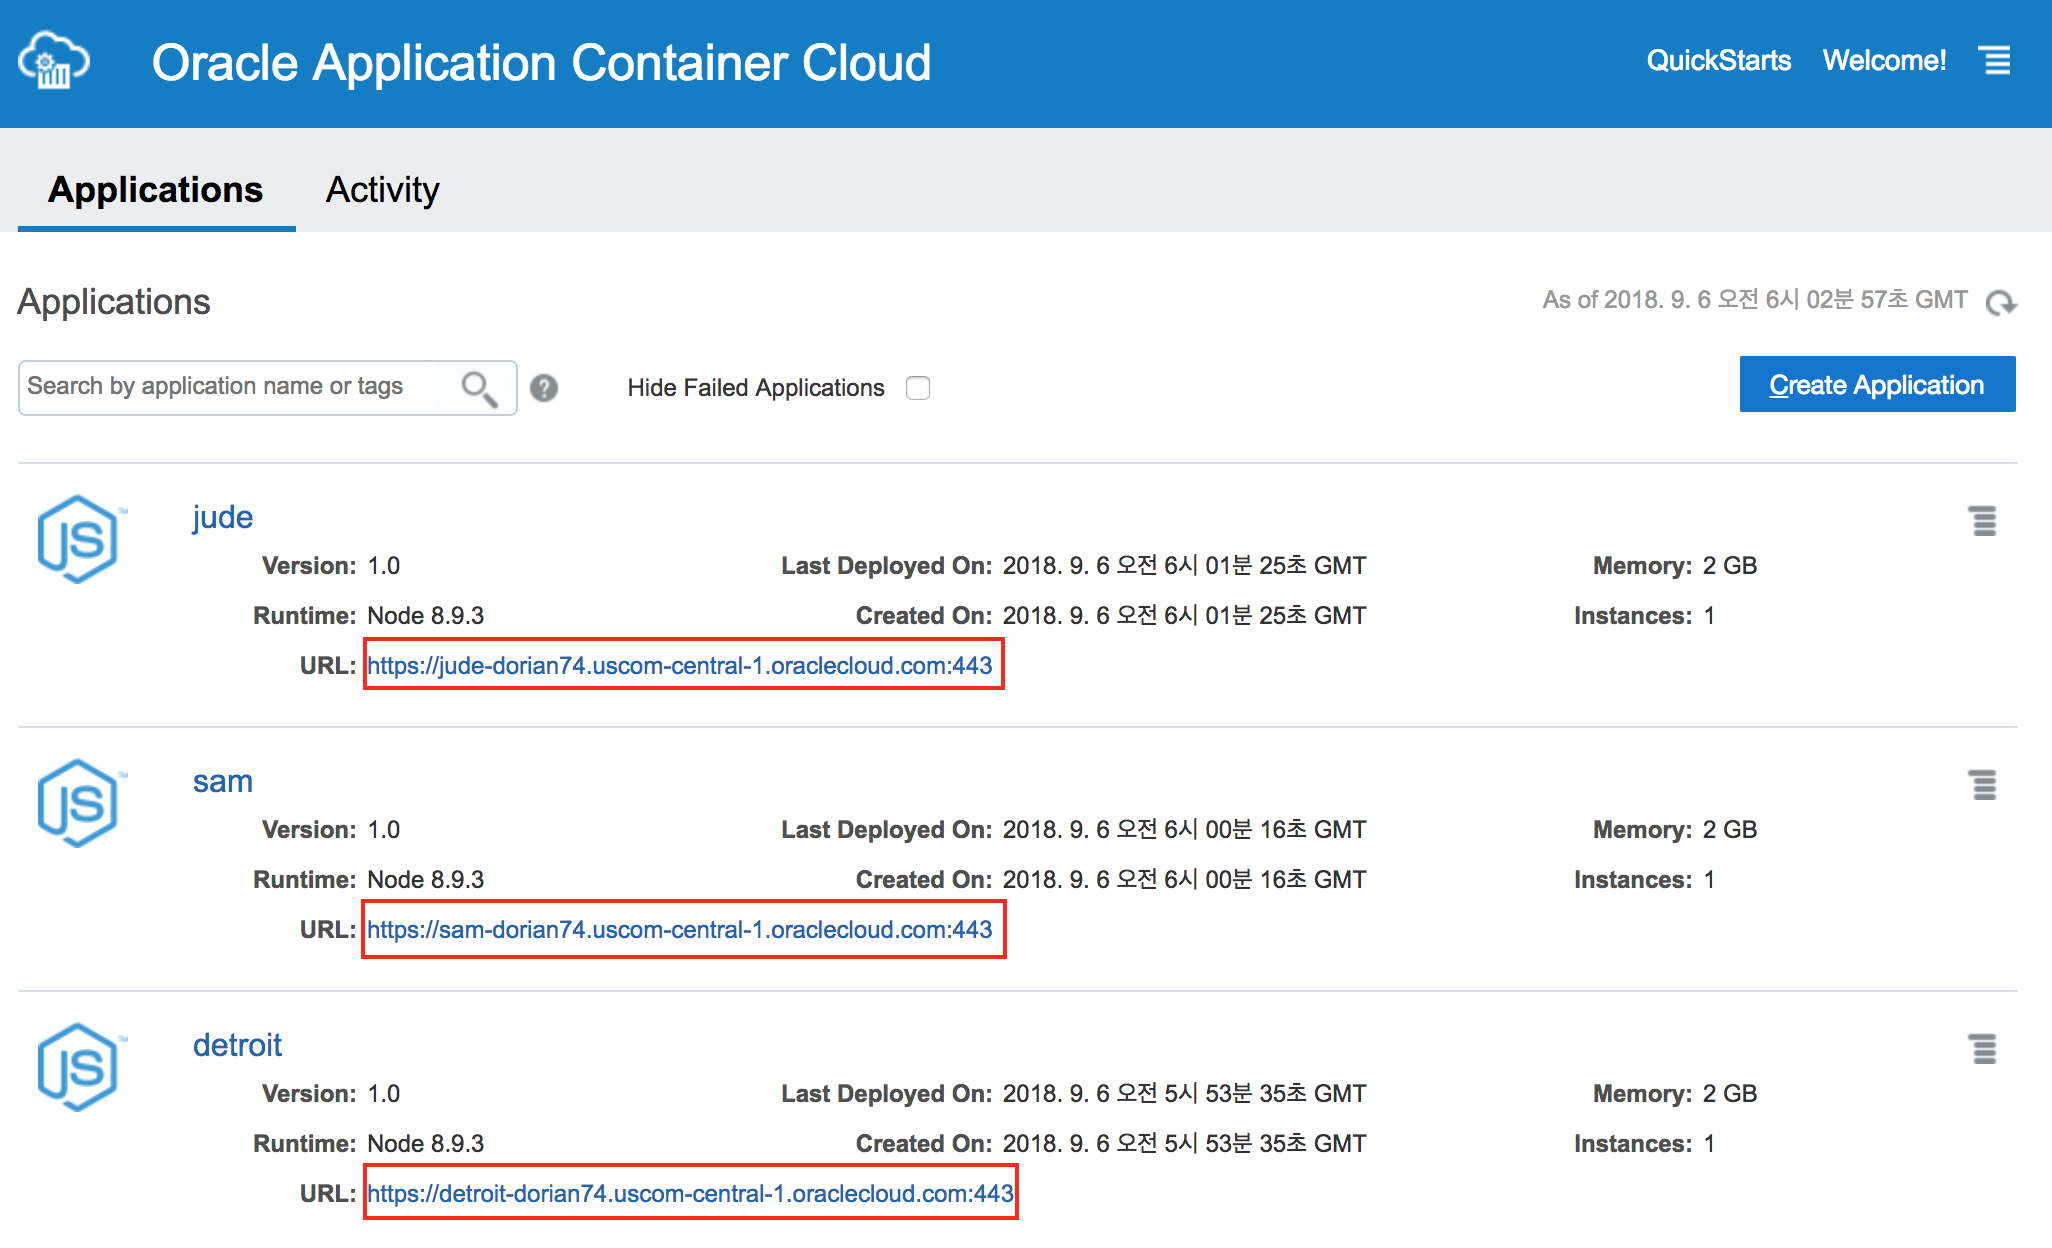 Oracle Application Container Cloud QuickStarts Welcome!
Applications Activity
Applications As of 2018. 9. 6 오전 6시 02분 57초 GMT
Search by application name or tags ? Hide Failed Applications Create Application
JS ™ jude
Version: 1.0 Last Deployed On: 2018. 9. 6 오전 6시 01분 25초 GMT Memory: 2 GB
Runtime: Node 8.9.3 Created On: 2018. 9. 6 오전 6시 01분 25초 GMT Instances: 1
URL: https://jude-dorian74.uscom-central-1.oraclecloud.com:443
JS ™ sam
Version: 1.0 Last Deployed On: 2018. 9. 6 오전 6시 00분 16초 GMT Memory: 2 GB
Runtime: Node 8.9.3 Created On: 2018. 9. 6 오전 6시 00분 16초 GMT Instances: 1
URL: https://sam-dorian74.uscom-central-1.oraclecloud.com:443
JS ™ detroit
Version: 1.0 Last Deployed On: 2018. 9. 6 오전 5시 53분 35초 GMT Memory: 2 GB
Runtime: Node 8.9.3 Created On: 2018. 9. 6 오전 5시 53분 35초 GMT Instances: 1
URL: https://detroit-dorian74.uscom-central-1.oraclecloud.com:443